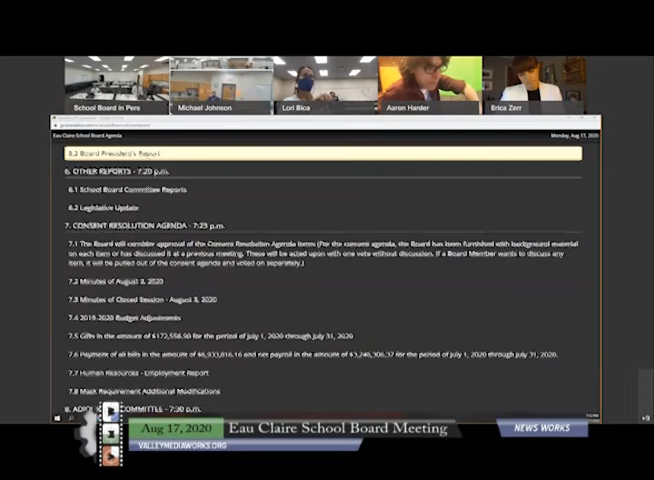 School Board in Pers
Michael Johnson
Lori Bica
Aaron Harder
Erica Zerr
Eau Claire School Board Agenda
Monday, Aug 17, 2020
Board President's Report
6. OTHER REPORTS - 7:20 p.m.
6.1 School Board Committee Reports
6.2 Legislative Update
7. CONSENT RESOLUTION AGENDA - 7:25 p.m.
7.1 The Board will consider approval of the Consent Resolution Agenda items (For the consent agenda, the Board has been furnished with background material
on each item or has discussed it at a previous meeting. These will be acted upon with one vote without discussion. If a Board Member wants to discuss any
item, it will be pulled out of the consent agenda and voted on separately.)
7.2 Minutes of August 3, 2020
7.3 Minutes of Closed Session - August 3, 2020
7.4 2019-2020 Budget Adjustments
7.5 Gifts in the amount of $172,558.90 for the period of July 1, 2020 through July 31, 2020
7.6 Payment of all bills in the amount of $6,933,816.16 and net payroll in the amount of $3,246,306.37 for the period of July 1, 2020 through July 31, 2020.
7.7 Human Resources - Employment Report
7.8 Mask Requirement Additional Modifications
8. COMMITTEE - 7:30 p.m.
+9
Aug 17, 2020
Eau Claire School Board Meeting
NEWS WORKS
VALLEYMEDIAWORKS.ORG